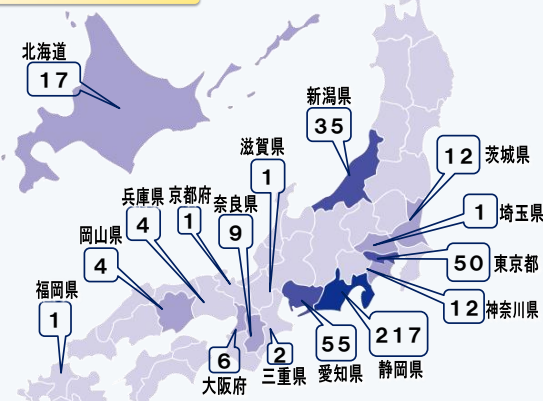 北海道
17
新潟県
35
滋賀県
1
茨城県
12
兵庫県
4
京都府
1
奈良県
9
埼玉県
1
岡山県
4
東京都
50
福岡県
1
神奈川県
12
大阪府
6
三重県
2
愛知県
55
静岡県
217